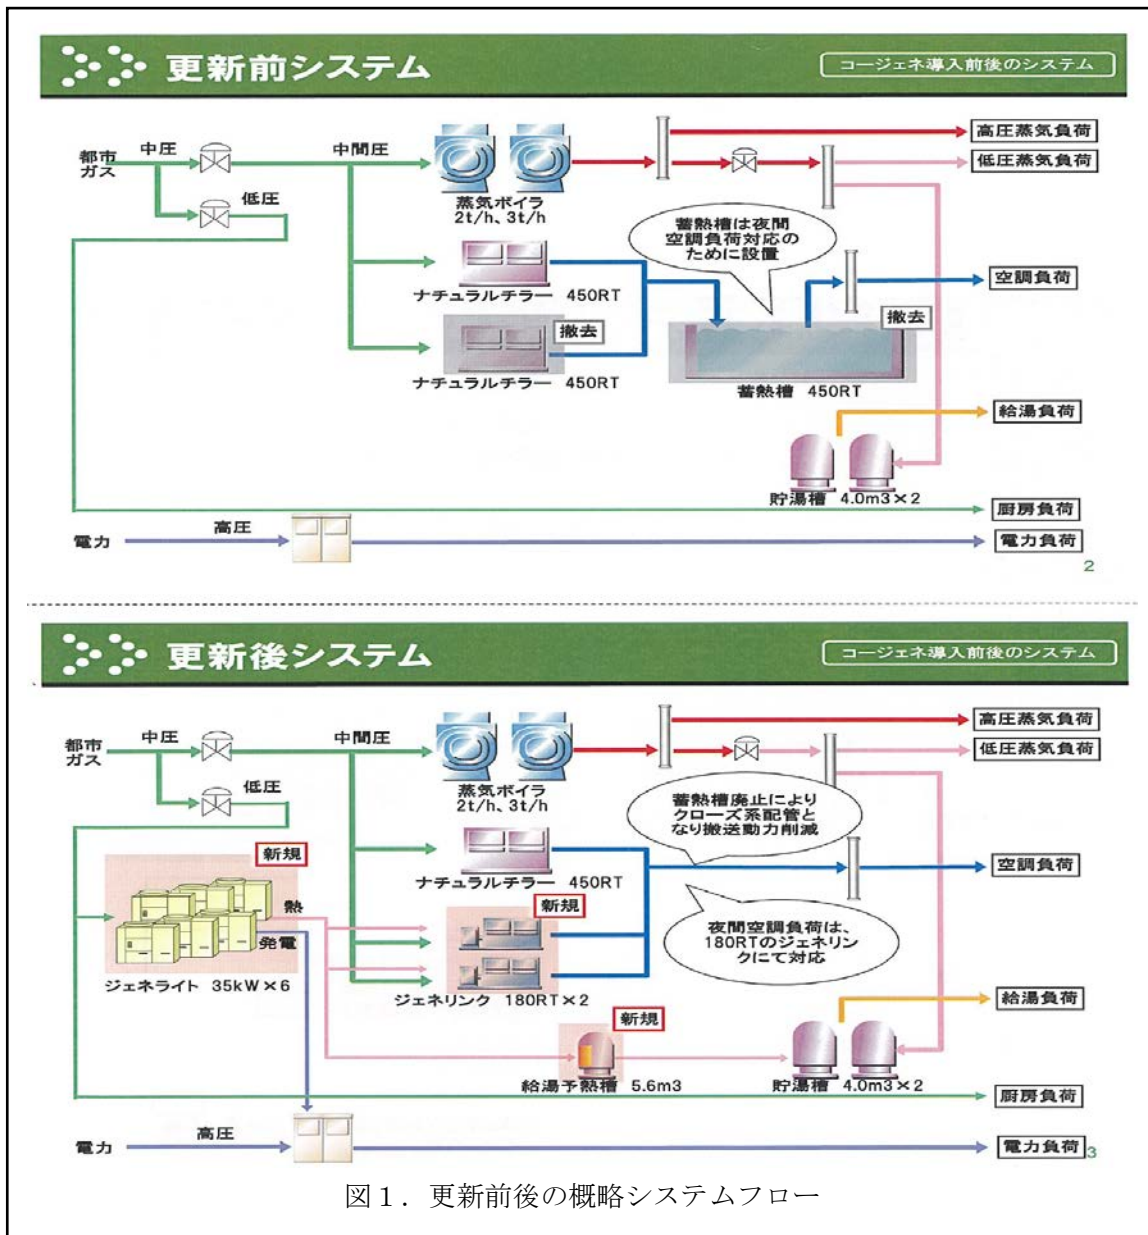 更新前システム
コージェネ導入前後のシステム
都市
ガス
中圧
中間圧
低圧
蒸気ボイラ
2t/h、3t/h
高圧蒸気負荷
低圧蒸気負荷
蓄熱槽は夜間
空調負荷対応の
ために設置
ナチュラルチラー 450RT
空調負荷
撤去
ナチュラルチラー 450RT
撤去
蓄熱槽 450RT
給湯負荷
貯湯槽 4.0m3×2
厨房負荷
電力
高圧
電力負荷
2
更新後システム
コージェネ導入前後のシステム
都市
ガス
中圧
中間圧
低圧
蒸気ボイラ
2t/h、3t/h
高圧蒸気負荷
低圧蒸気負荷
蓄熱槽廃止により
クローズ系配管と
なり搬送動力削減
新規
ナチュラルチラー 450RT
空調負荷
熱
発電
ジェネライト 35kW×6
新規
ジェネリンク 180RT×2
夜間空調負荷は、
180RTのジェネリン
クにて対応
新規
給湯予熱槽 5.6m3
給湯負荷
貯湯槽 4.0m3×2
厨房負荷
電力
高圧
電力負荷
3
図１．更新前後の概略システムフロー